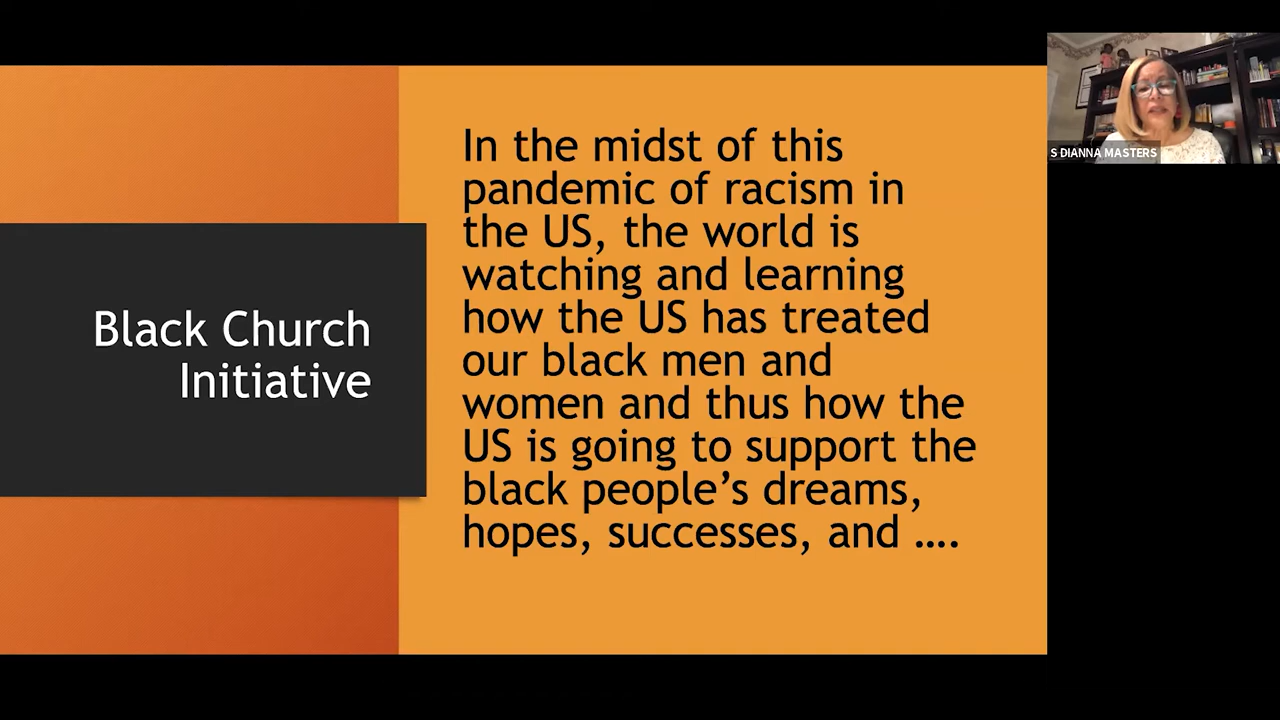 Black Church
Initiative
In the midst of this
pandemic of racism in
the US, the world is
watching and learning
how the US has treated
our black men and
women and thus how the
US is going to support the
black people’s dreams,
hopes, successes, and ….
S DIANNA MASTERS